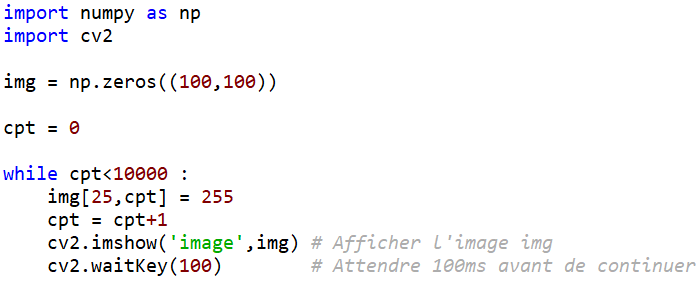 import numpy as np
import cv2

img = np.zeros((100,100))

cpt = 0

while cpt<10000 :
    img[25,cpt] = 255
    cpt = cpt+1
    cv2.imshow('image',img) # Afficher l'image img
    cv2.waitKey(100)        # Attendre 100ms avant de continuer